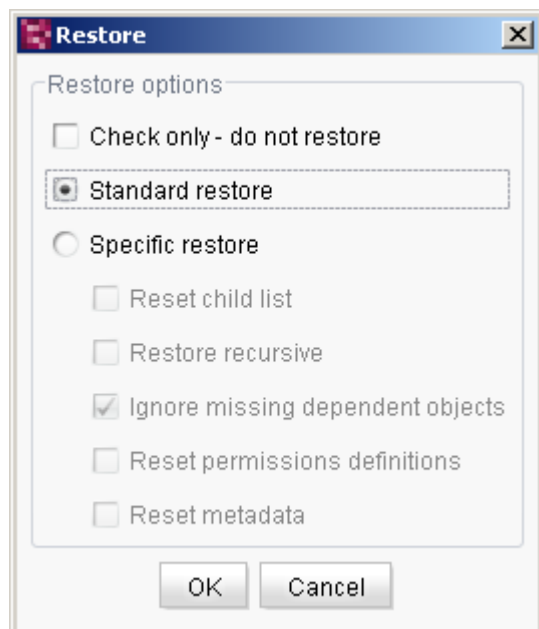 Restore
Restore options
Check only - do not restore
Standard restore
Specific restore
Reset child list
Restore recursive
Ignore missing dependent objects
Reset permissions definitions
Reset metadata
OK Cancel